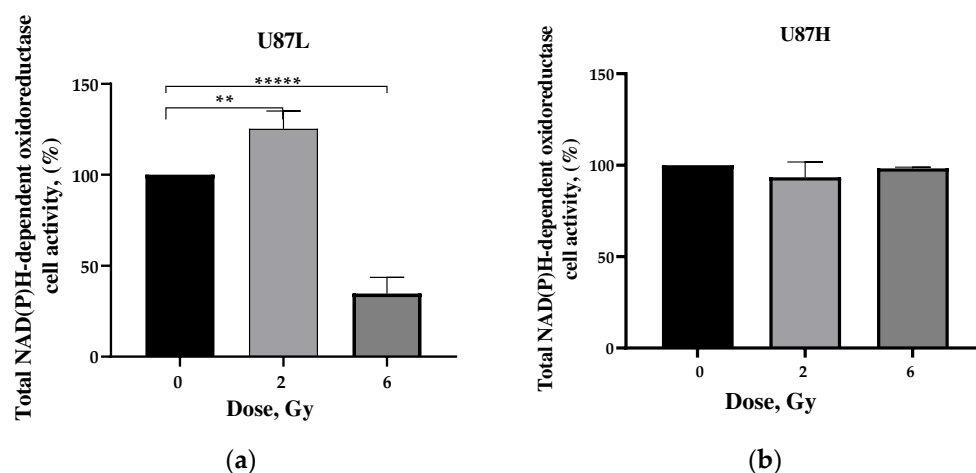 U87L
Total NAD(P)H-dependent oxidoreductase
cell activity, (%)
150
100
50
0
*****
**
0 2 6
Dose, Gy
(a)
U87H
Total NAD(P)H-dependent oxidoreductase
cell activity, (%)
150
100
50
0
0 2 6
Dose, Gy
(b)